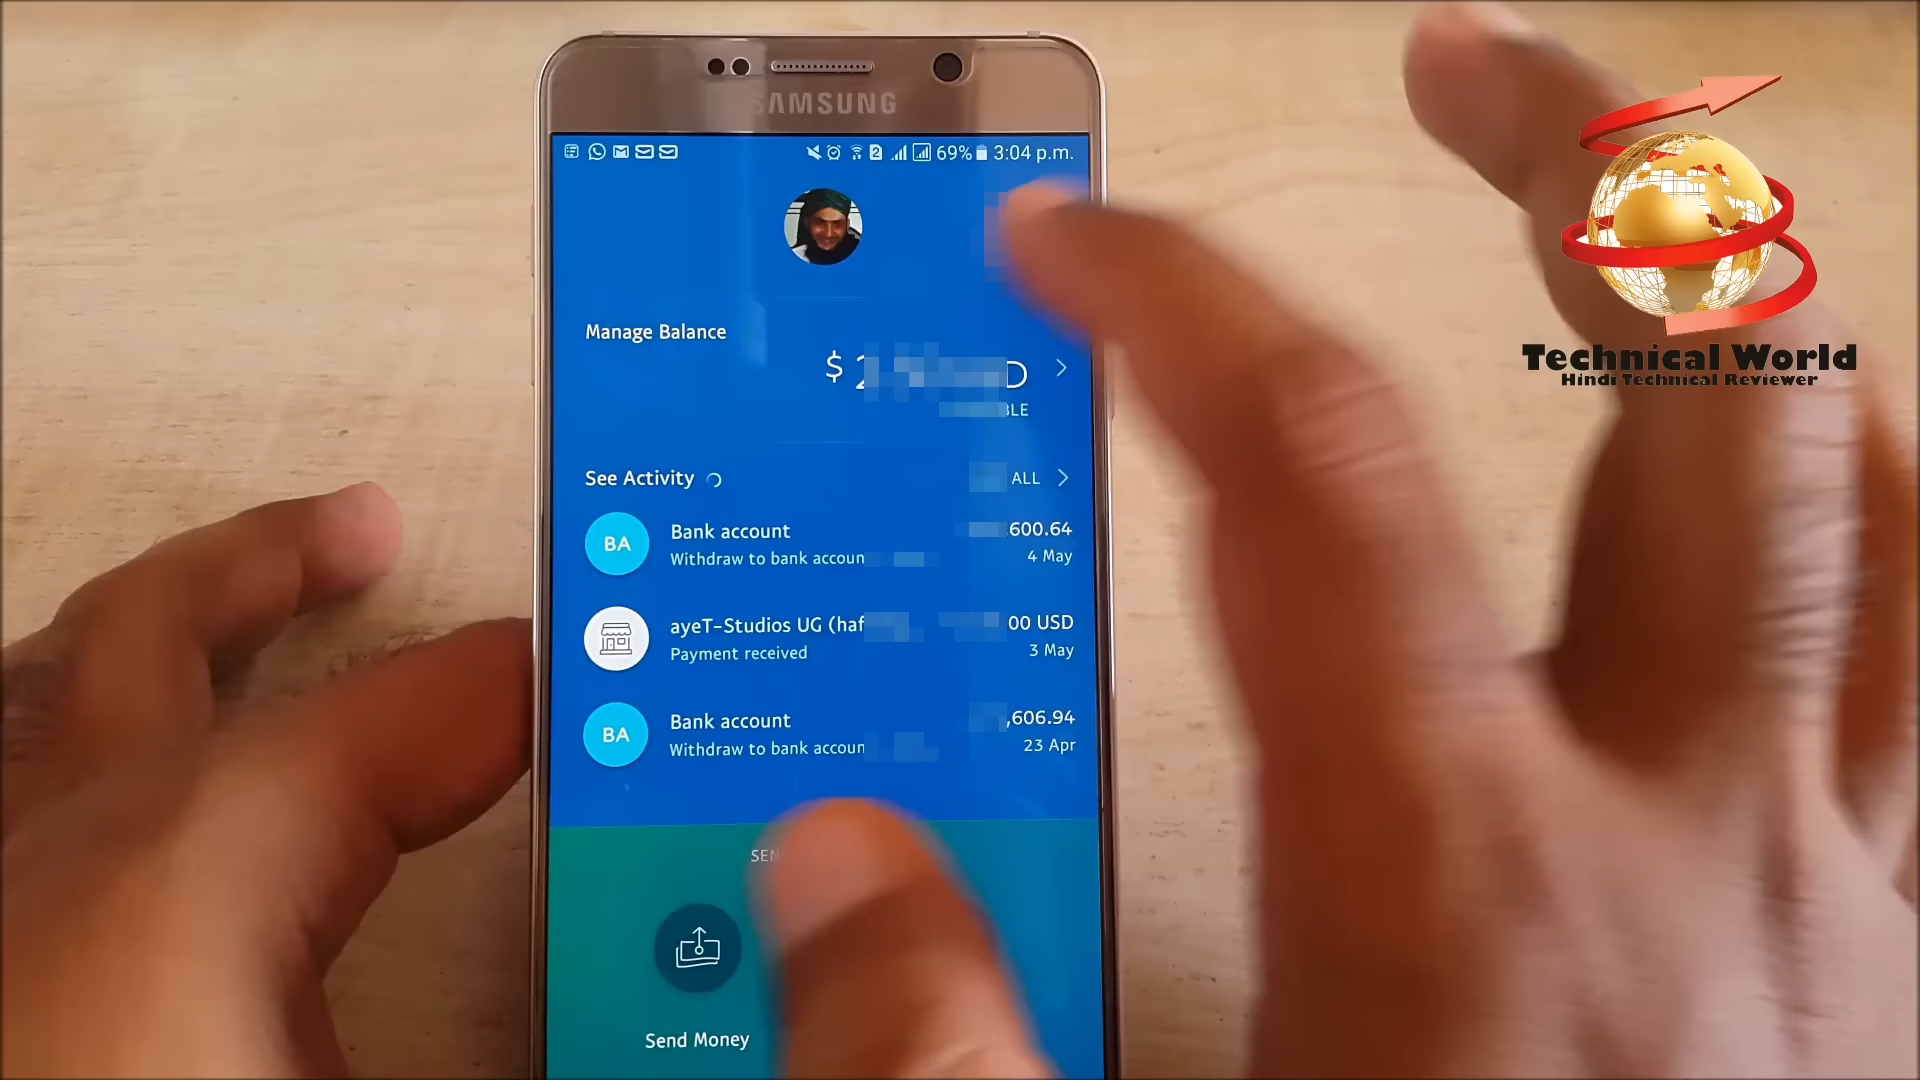 SAMSUNG
2 69% 3:04 p.m.
Manage Balance
$
See Activity ALL
BA Bank account 600.64
Withdraw to bank accoun 4 May
ayeT-Studios UG (haf 00 USD
Payment received 3 May
BA Bank account ,606.94
Withdraw to bank accoun 23 Apr
Send Money
Technical World
Hindi Technical Reviewer